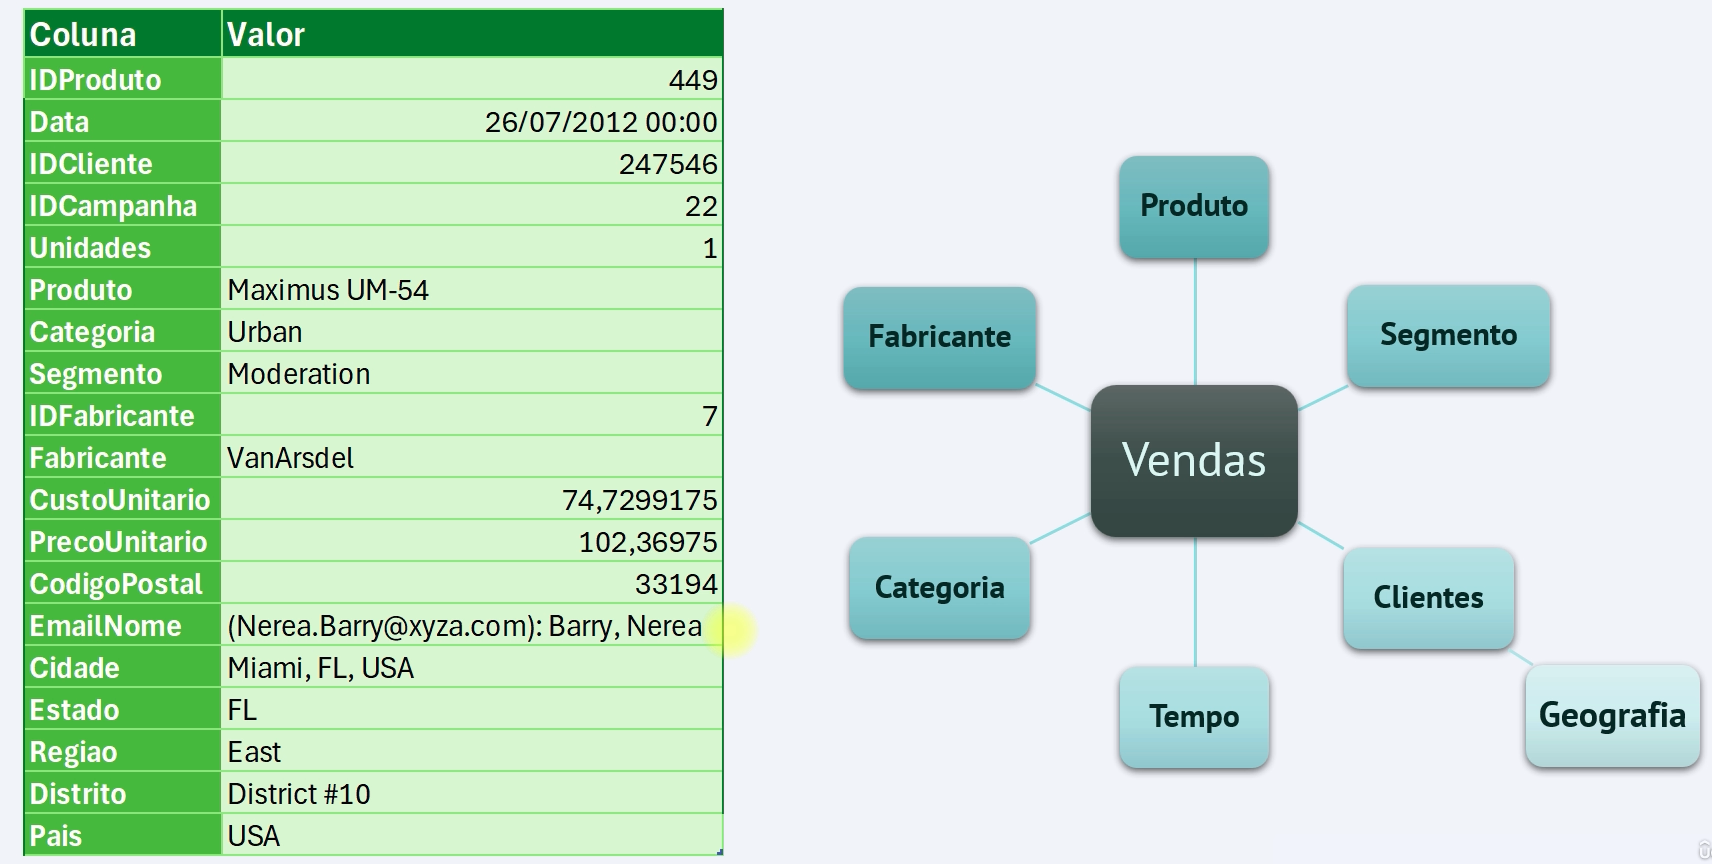 Coluna Valor
IDProduto 449
Data 26/07/2012 00:00
IDCliente 247546
IDCampanha 22
Unidades 1
Produto Maximus UM-54
Categoria Urban
Segmento Moderation
IDFabricante 7
Fabricante VanArsdel
CustoUnitario 74,7299175
PrecoUnitario 102,36975
CodigoPostal 33194
EmailNome (Nerea.Barry@xyza.com): Barry, Nerea
Cidade Miami, FL, USA
Estado FL
Regiao East
Distrito District #10
Pais USA
Produto
Fabricante
Segmento
Vendas
Categoria
Clientes
Tempo
Geografia